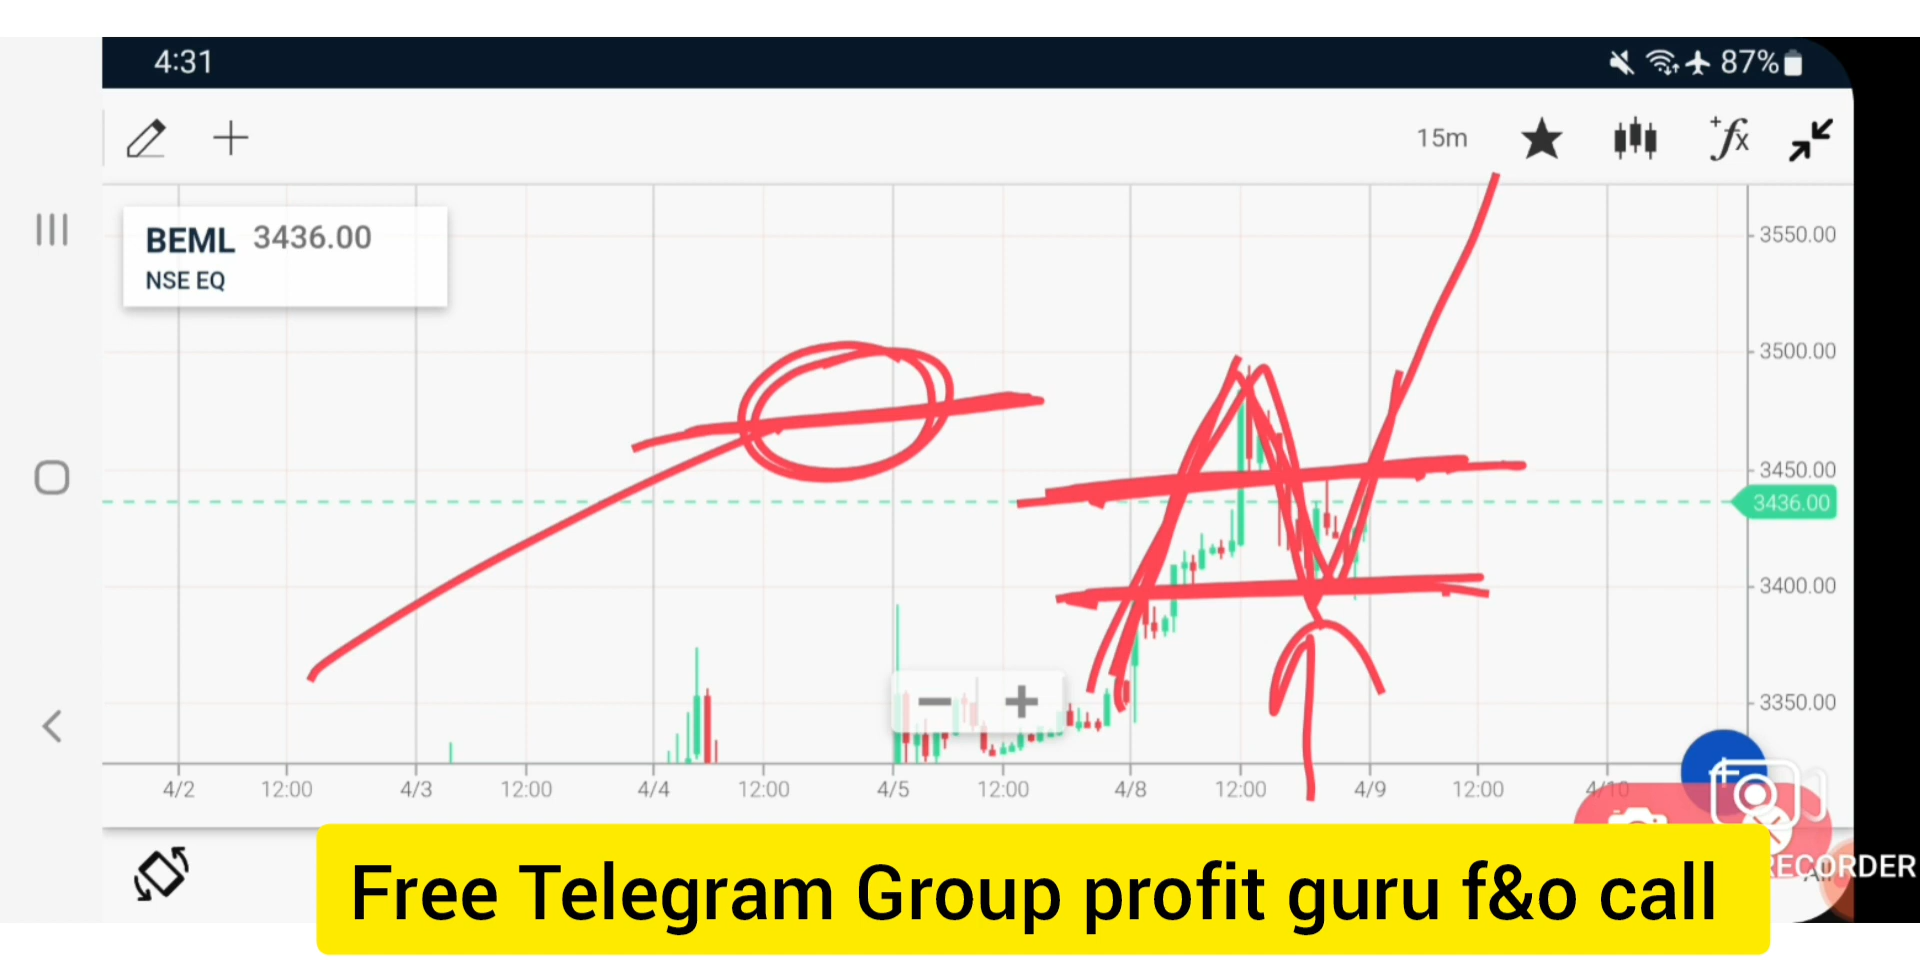 4:31
87%
15m
fx
BEML 3436.00
NSE EQ
3550.00
3500.00
3450.00
3436.00
3400.00
3350.00
4/2 12:00 4/3 12:00 4/4 12:00 4/5 12:00 4/8 12:00 4/9 12:00 4/10
RECORDER
All
Free Telegram Group profit guru f&o call